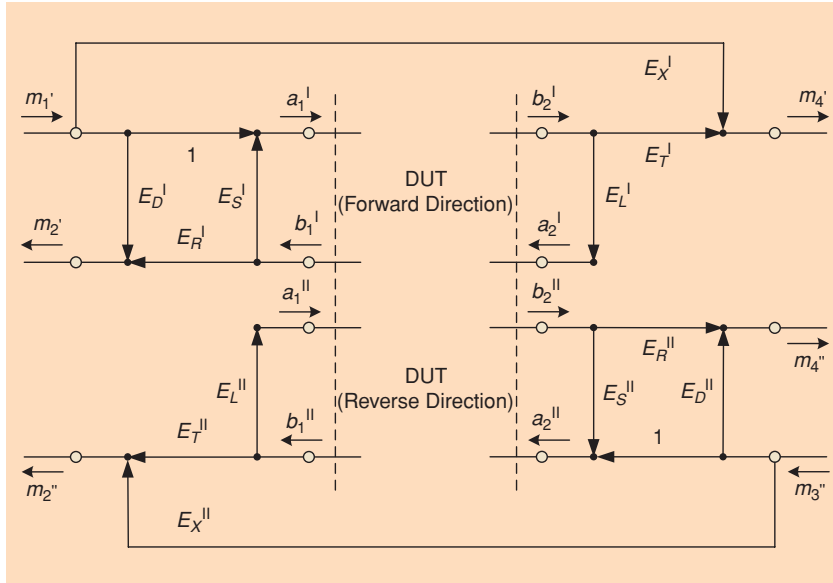 E_X^I
m_1' a_1^I b_2^I m_4'
1 E_T^I
E_D^I E_S^I DUT E_L^I
(Forward Direction)
m_2' E_R^I b_1^I a_2^I
a_1^II b_2^II
E_R^II m_4"
E_L^II DUT E_S^II E_D^II
(Reverse Direction)
E_T^II b_1^II a_2^II 1
m_2" m_3"
E_X^II